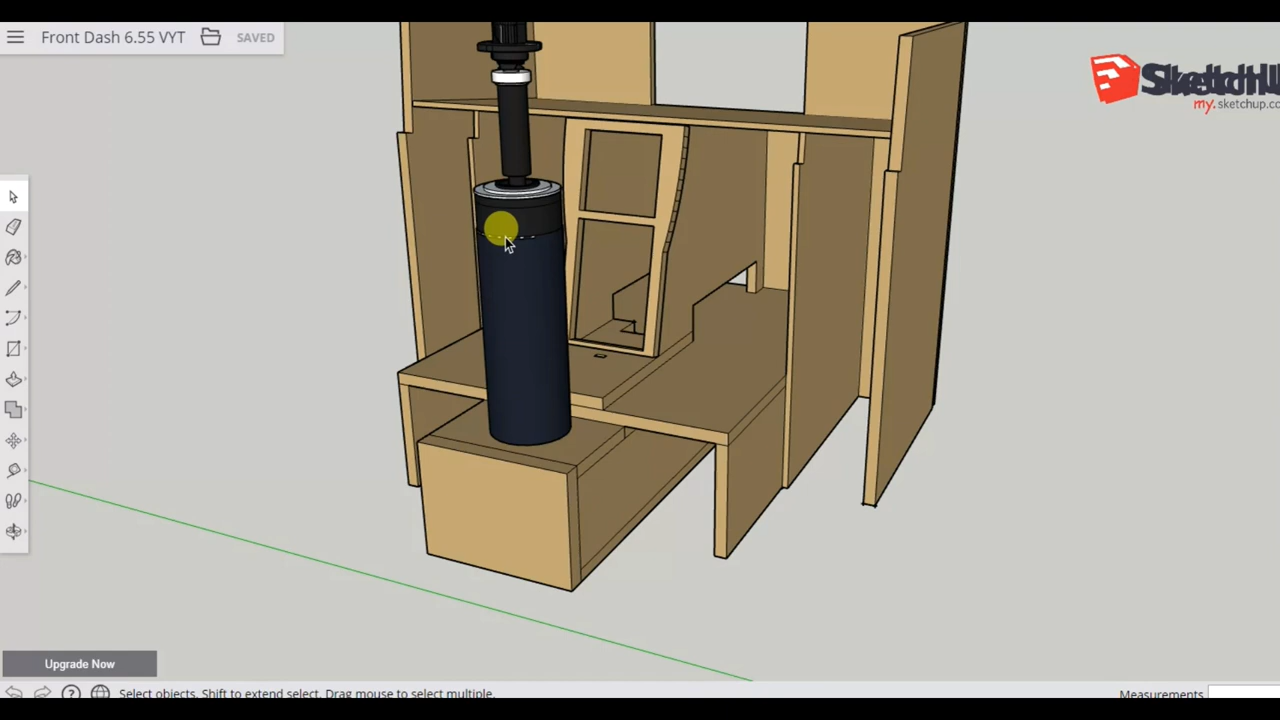 Front Dash 6.55 VYT
SAVED
my.sketchup.co
Upgrade Now
Select objects. Shift to extend select. Drag mouse to select multiple.
Measurements